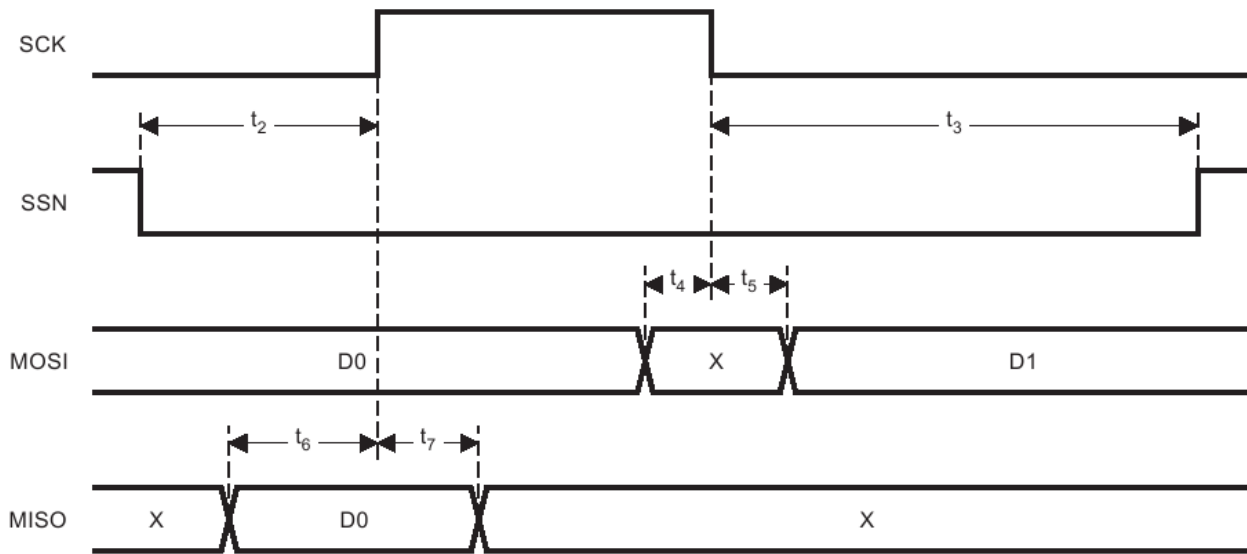 SCK
t₂
t₃
SSN
t₄
t₅
MOSI
D0
X
D1
t₆
t₇
MISO
X
D0
X